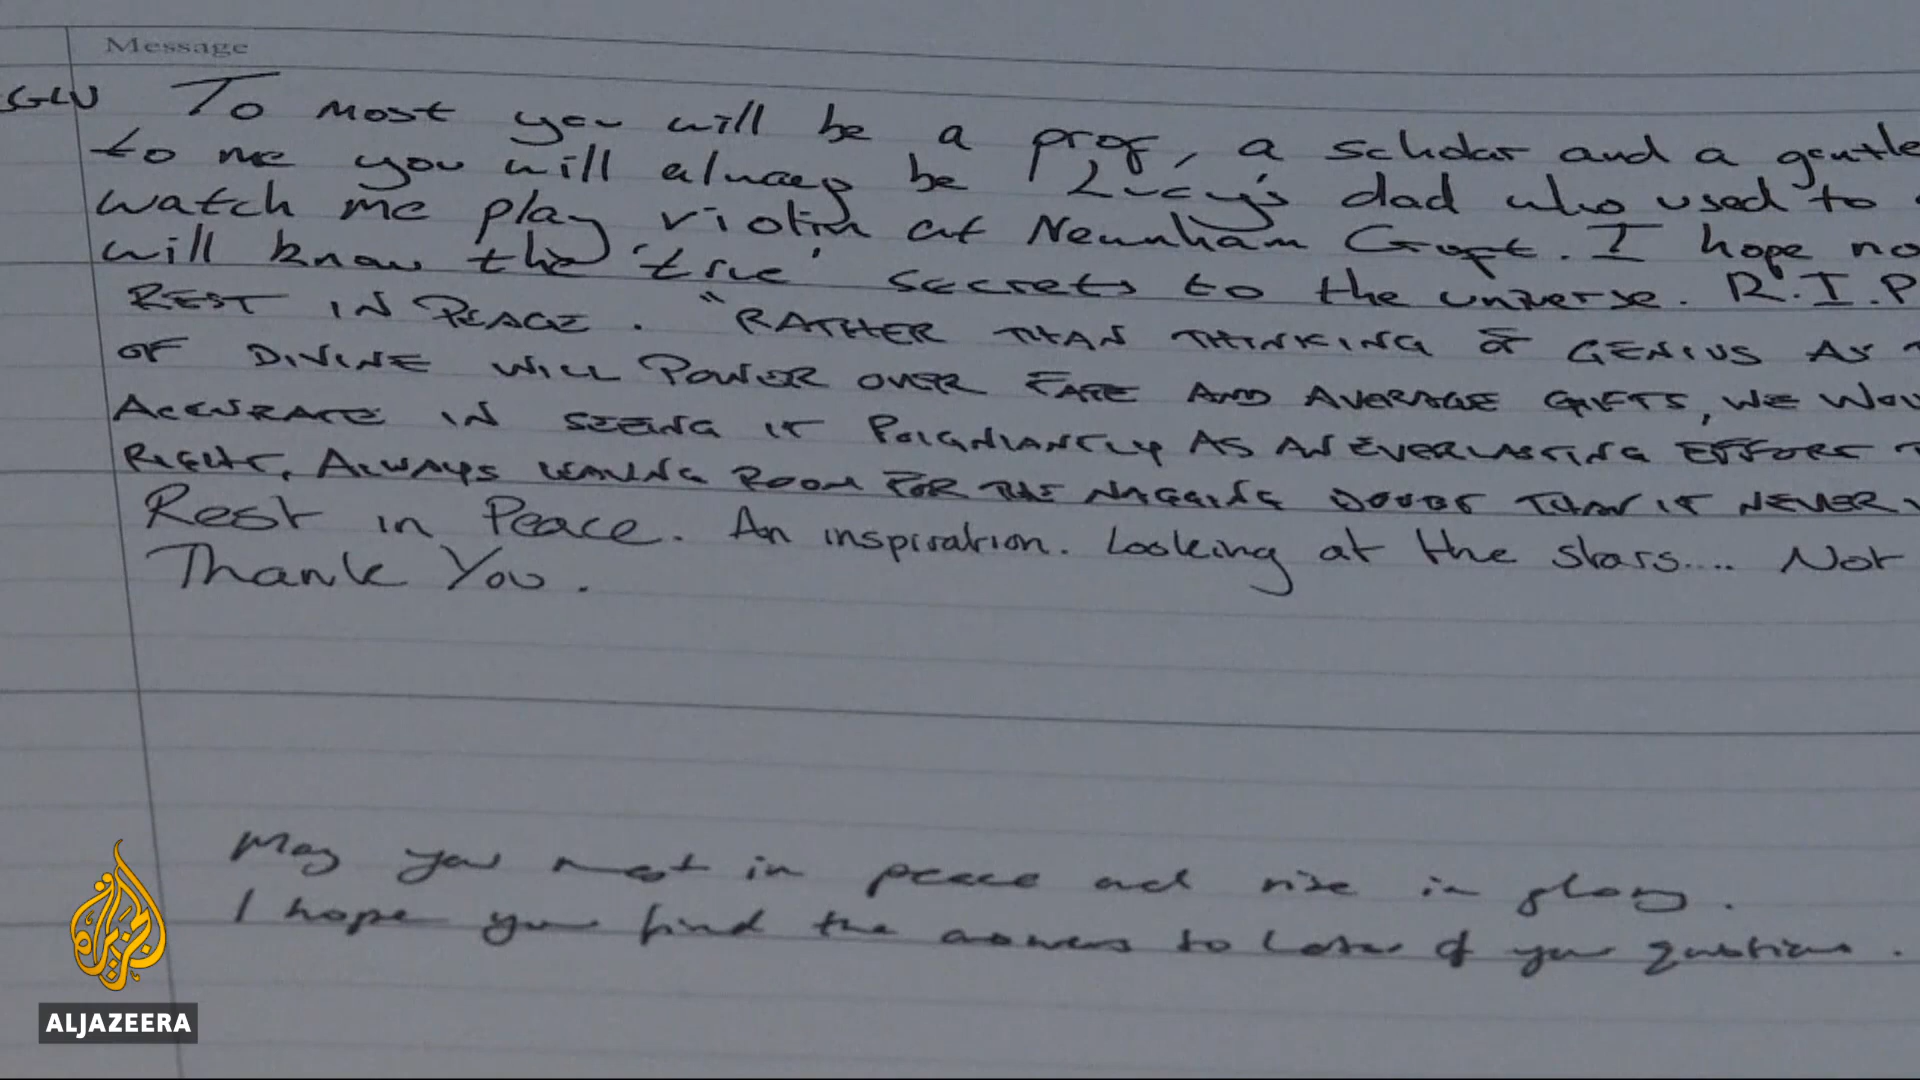 Message
To most you will be a prof, a scholar and a gentle
to me you will always be Lucy's dad who used to
watch me play violin at Newnham Croft. I hope no
will know the 'true' secrets to the universe. R.I.P
REST IN PEACE. "RATHER THAN THINKING OF GENIUS AS
OF DIVINE WILL POWER OVER FATE AND AVERAGE GIFTS, WE WOU
ACCURATE IN SEEING IT POIGNIANTLY AS AN EVERLASTING EFFORT
RIGHT, ALWAYS LEAVING ROOM FOR THE NAGGING DOUBT THAT IT NEVER
Rest in Peace. An inspiration. Looking at the stars.... Not
Thank You.
May you rest in peace and rise in glory.
I hope you find the answers to lots of your questions.
الجزيرة
ALJAZEERA